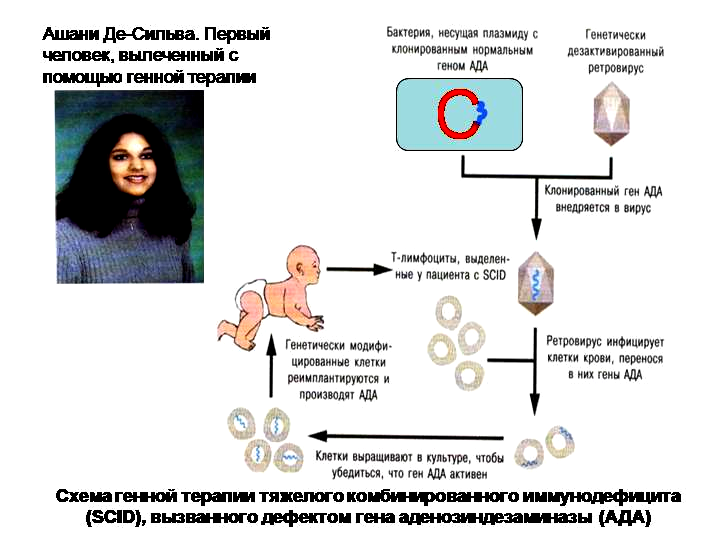 Ашани Де-Сильва. Первый
человек, вылеченный с
помощью генной терапии
Бактерия, несущая плазмиду с
клонированным нормальным
геном АДА
Генетически
дезактивированный
ретровирус
Клонированный ген АДА
внедряется в вирус
Т-лимфоциты, выделен-
ные у пациента с SCID
Ретровирус инфицирует
клетки крови, перенося
в них гены АДА
Генетически модифи-
цированные клетки
реимплантируются и
производят АДА
Клетки выращивают в культуре, чтобы
убедиться, что ген АДА активен
Схема генной терапии тяжелого комбинированного иммунодефицита
(SCID), вызванного дефектом гена аденозиндезаминазы (АДА)